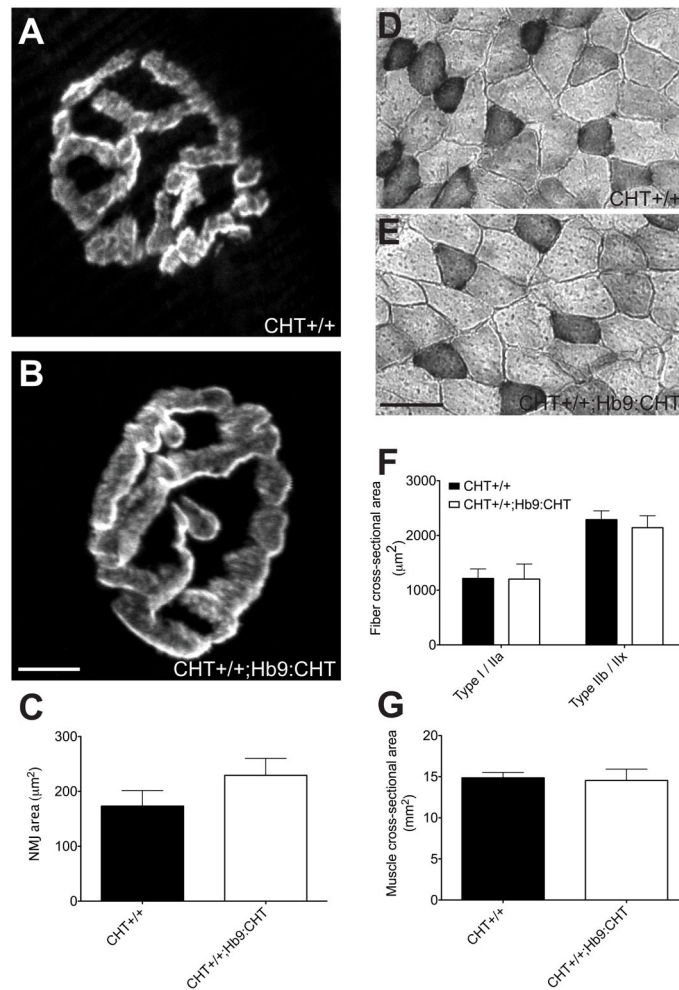 A
CHT+/+
B
CHT+/+;Hb9:CHT
C
300
200
100
0
NMJ area (μm²)
CHT+/+
CHT+/+;Hb9:CHT
D
CHT+/+
E
CHT+/+;Hb9:CHT
F
CHT+/+
CHT+/+;Hb9:CHT
3000
2000
1000
0
Fiber cross-sectional area
(μm²)
Type I / IIa
Type IIb / IIx
G
20
15
10
5
0
Muscle cross-sectional area
(mm²)
CHT+/+
CHT+/+;Hb9:CHT